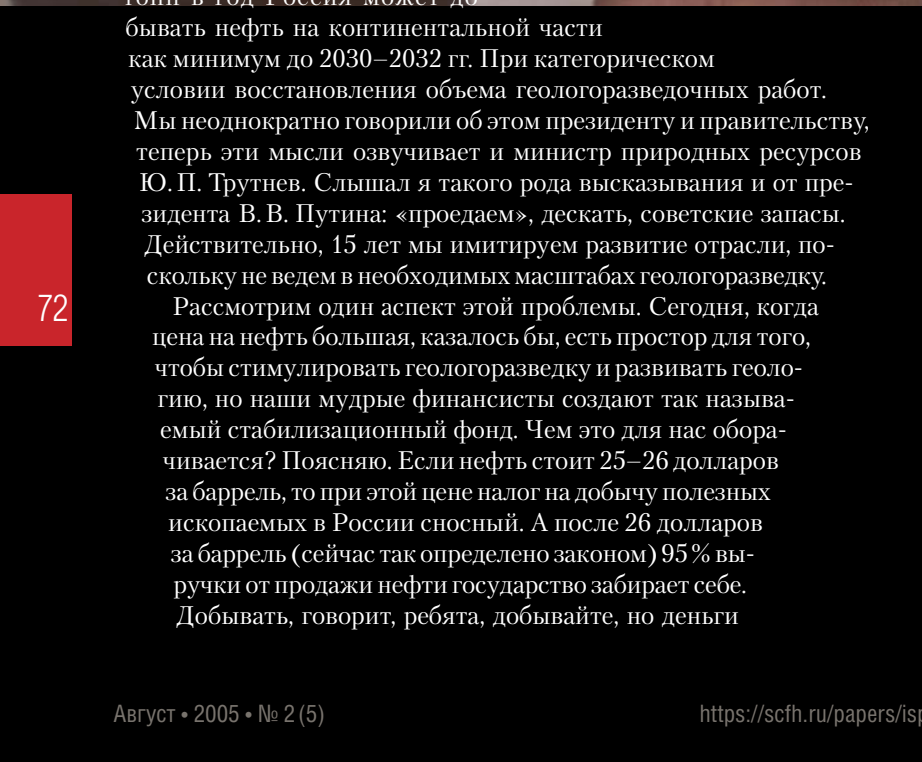 тонн в год Россия может до-
бывать нефть на континентальной части
как минимум до 2030–2032 гг. При категорическом
условии восстановления объема геологоразведочных работ.
Мы неоднократно говорили об этом президенту и правительству,
теперь эти мысли озвучивает и министр природных ресурсов
Ю. П. Трутнев. Слышал я такого рода высказывания и от пре-
зидента В. В. Путина: «проедаем», дескать, советские запасы.
Действительно, 15 лет мы имитируем развитие отрасли, по-
скольку не ведем в необходимых масштабах геологоразведку.
72
Рассмотрим один аспект этой проблемы. Сегодня, когда
цена на нефть большая, казалось бы, есть простор для того,
чтобы стимулировать геологоразведку и развивать геоло-
гию, но наши мудрые финансисты создают так называ-
емый стабилизационный фонд. Чем это для нас обора-
чивается? Поясняю. Если нефть стоит 25–26 долларов
за баррель, то при этой цене налог на добычу полезных
ископаемых в России сносный. А после 26 долларов
за баррель (сейчас так определено законом) 95 % вы-
ручки от продажи нефти государство забирает себе.
Добывать, говорит, ребята, добывайте, но деньги
Август • 2005 • № 2 (5)
https://scfh.ru/papers/isp